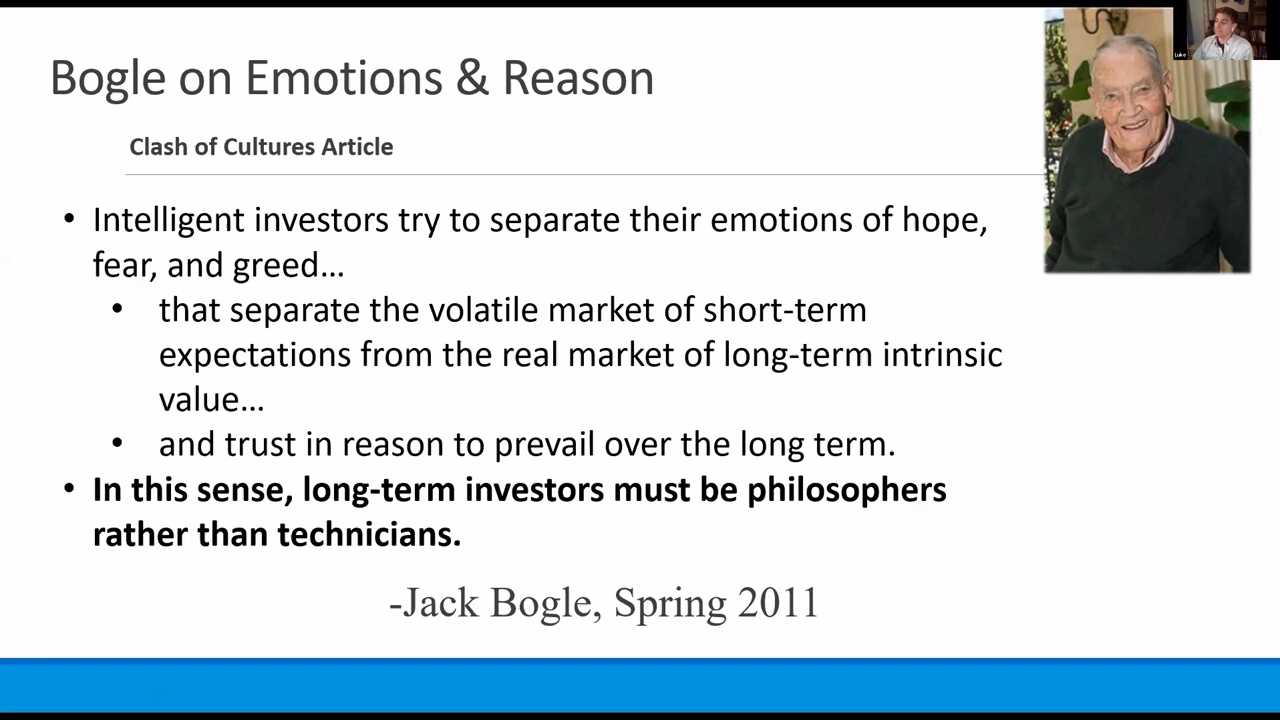 Bogle on Emotions & Reason
Clash of Cultures Article
• Intelligent investors try to separate their emotions of hope,
fear, and greed…
• that separate the volatile market of short-term
expectations from the real market of long-term intrinsic
value…
• and trust in reason to prevail over the long term.
• In this sense, long-term investors must be philosophers
rather than technicians.
-Jack Bogle, Spring 2011
Luke